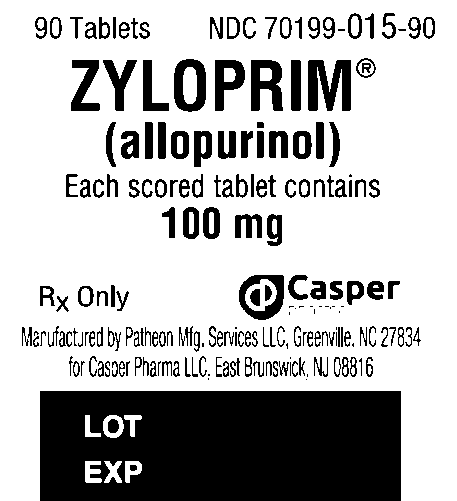 90 Tablets NDC 70199-015-90
ZYLOPRIM®
(allopurinol)
Each scored tablet contains
100 mg
Rx Only
Casper
Manufactured by Patheon Mfg. Services LLC, Greenville, NC 27834
for Casper Pharma LLC, East Brunswick, NJ 08816
LOT
EXP